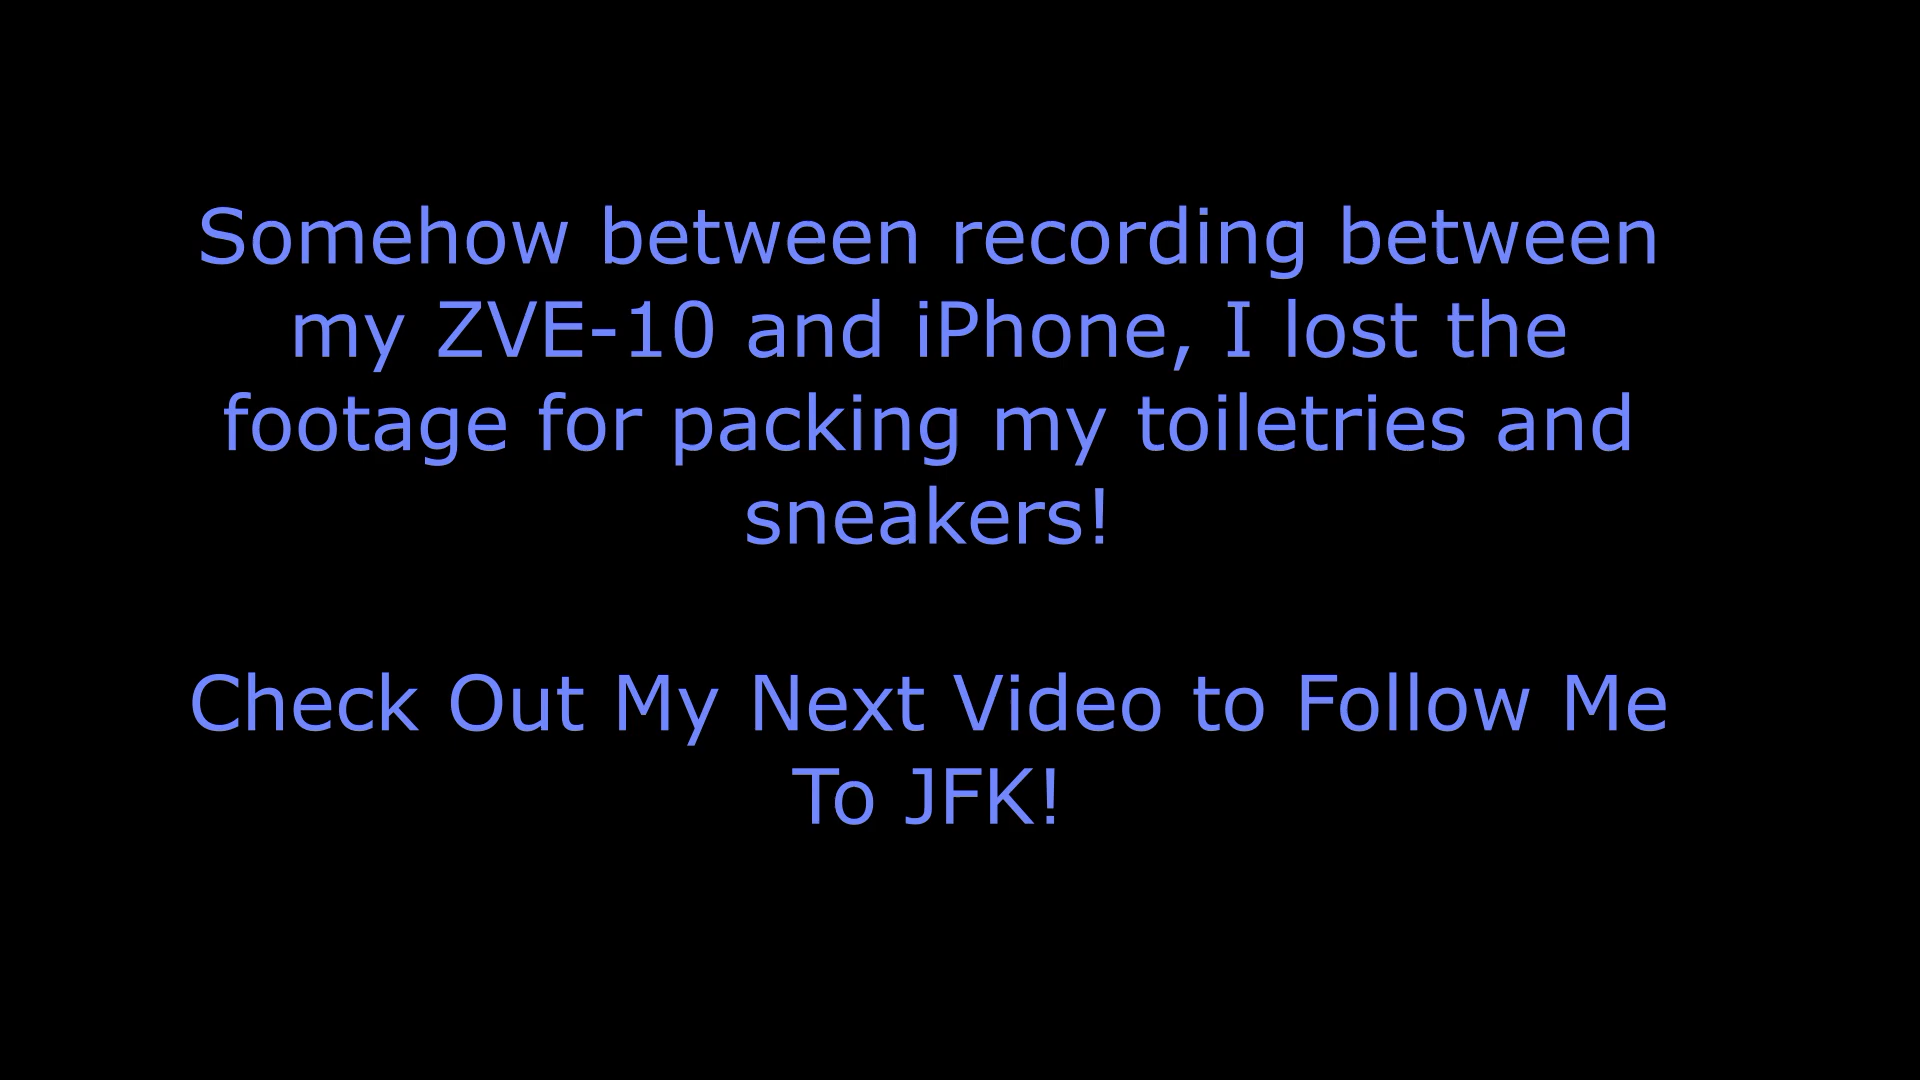 Somehow between recording between
my ZVE-10 and iPhone, I lost the
footage for packing my toiletries and
sneakers!
Check Out My Next Video to Follow Me
To JFK!